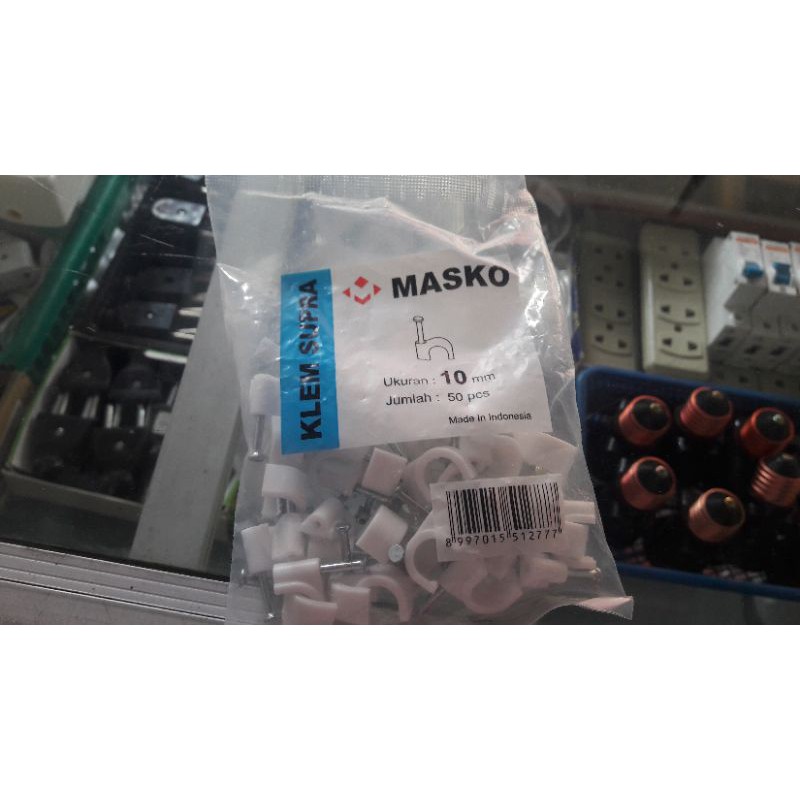 KLEM SUPRA
MASKO
Ukuran : 10 mm
Jumlah : 50 pcs
Made in Indonesia
8 997015 512777